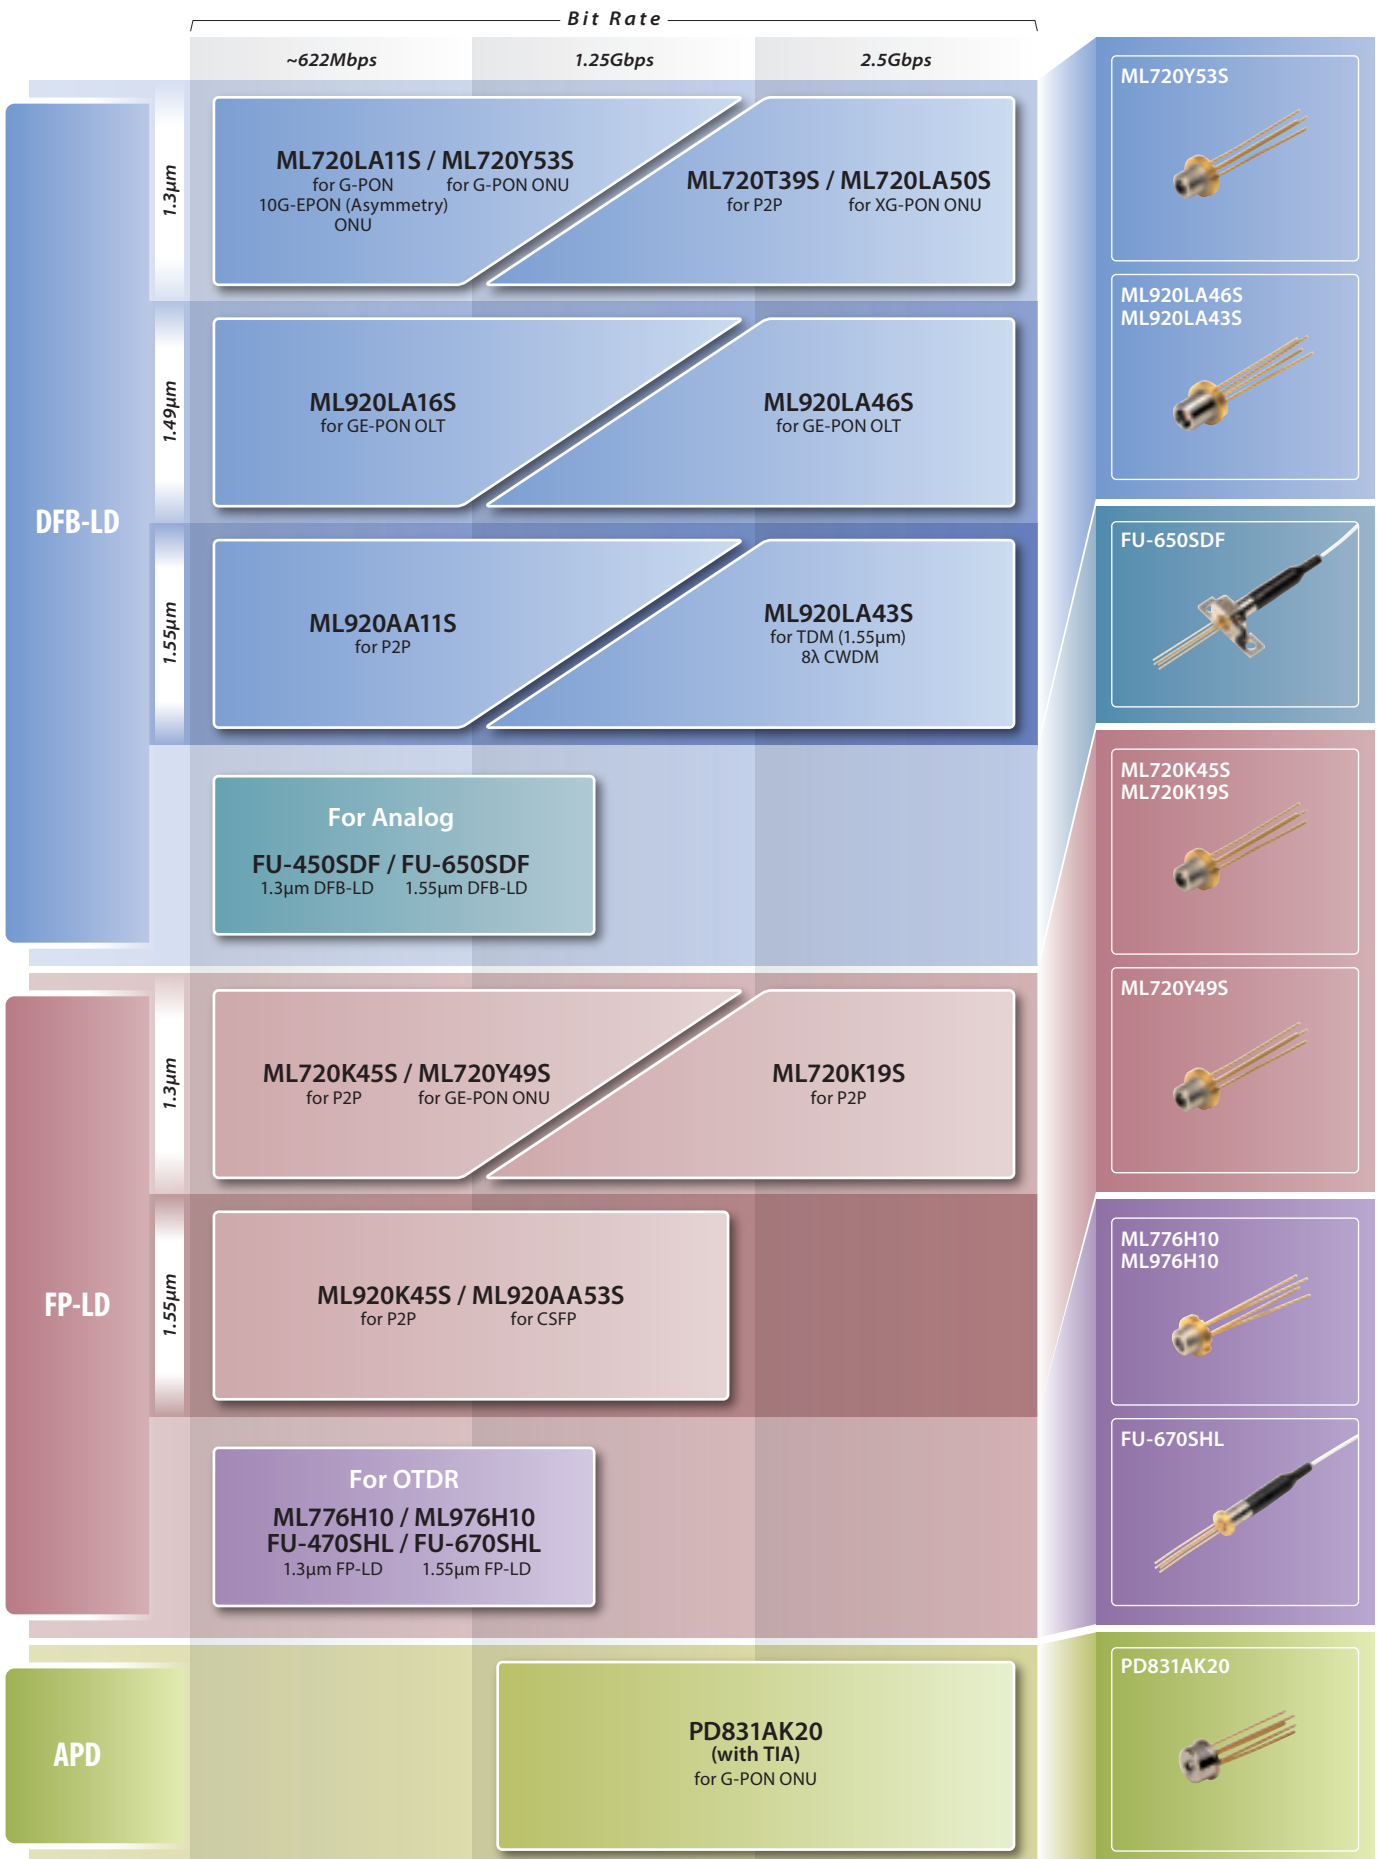 Bit Rate
~622Mbps
1.25Gbps
2.5Gbps
DFB-LD
1.3μm
ML720LA11S / ML720Y53S
for G-PON for G-PON ONU
10G-EPON (Asymmetry)
ONU
ML720T39S / ML720LA50S
for P2P for XG-PON ONU
1.49μm
ML920LA16S
for GE-PON OLT
ML920LA46S
for GE-PON OLT
1.55μm
ML920AA11S
for P2P
ML920LA43S
for TDM (1.55μm)
8λ CWDM
For Analog
FU-450SDF / FU-650SDF
1.3μm DFB-LD 1.55μm DFB-LD
FP-LD
1.3μm
ML720K45S / ML720Y49S
for P2P for GE-PON ONU
ML720K19S
for P2P
1.55μm
ML920K45S / ML920AA53S
for P2P for CSFP
For OTDR
ML776H10 / ML976H10
FU-470SHL / FU-670SHL
1.3μm FP-LD 1.55μm FP-LD
APD
PD831AK20
(with TIA)
for G-PON ONU
ML720Y53S
ML920LA46S
ML920LA43S
FU-650SDF
ML720K45S
ML720K19S
ML720Y49S
ML776H10
ML976H10
FU-670SHL
PD831AK20